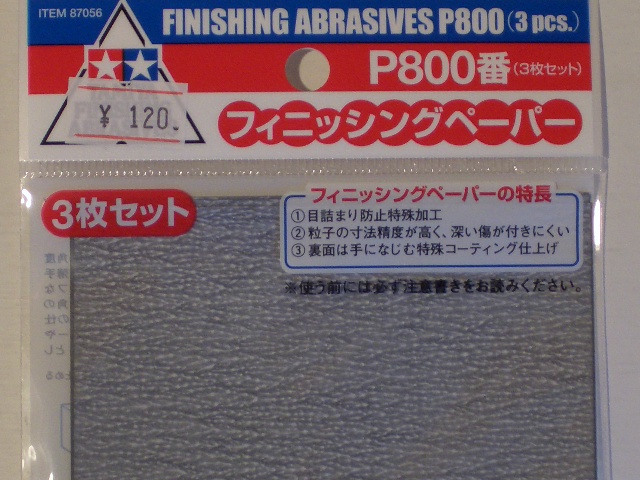 ITEM 87056
FINISHING ABRASIVES P800(3 pcs.)
P800番(3枚セット)
¥ 120.
フィニッシングペーパー
3枚セット
フィニッシングペーパーの特長
①目詰まり防止特殊加工
②粒子の寸法精度が高く、深い傷が付きにくい
③裏面は手になじむ特殊コーティング仕上げ
※使う前には必ず注意書きをお読みください。